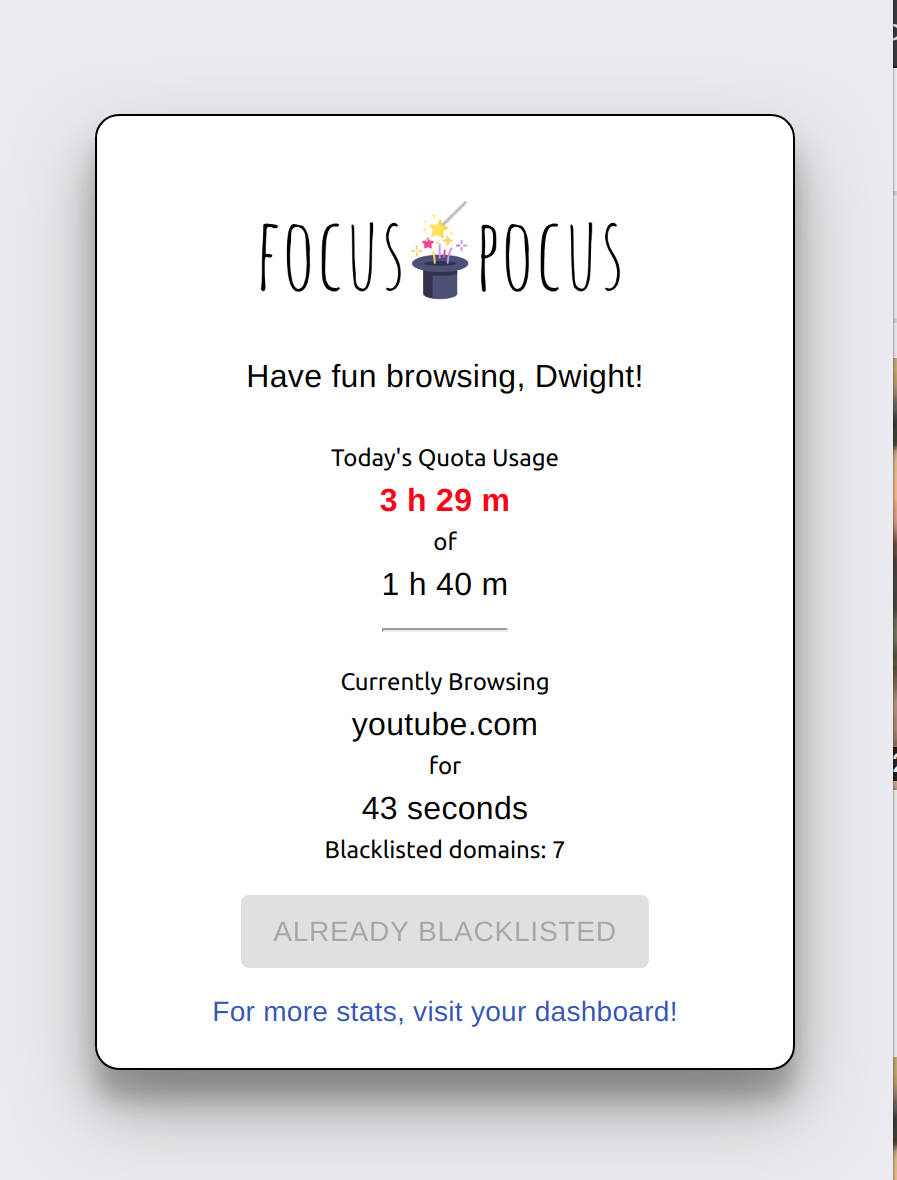 FOCUS POCUS
Have fun browsing, Dwight!
Today's Quota Usage
3 h 29 m
of
1 h 40 m
Currently Browsing
youtube.com
for
43 seconds
Blacklisted domains: 7
ALREADY BLACKLISTED
For more stats, visit your dashboard!